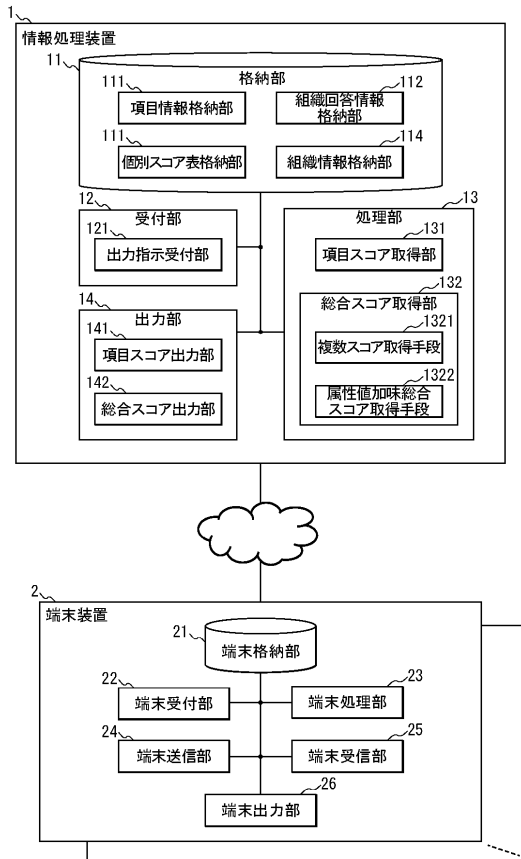 1
情報処理装置
11
格納部
111
項目情報格納部
112
組織回答情報
格納部
111
個別スコア表格納部
114
組織情報格納部
12
受付部
121
出力指示受付部
13
処理部
131
項目スコア取得部
132
総合スコア取得部
1321
複数スコア取得手段
1322
属性値加味総合
スコア取得手段
14
出力部
141
項目スコア出力部
142
総合スコア出力部
2
端末装置
21
端末格納部
22
端末受付部
23
端末処理部
24
端末送信部
25
端末受信部
26
端末出力部